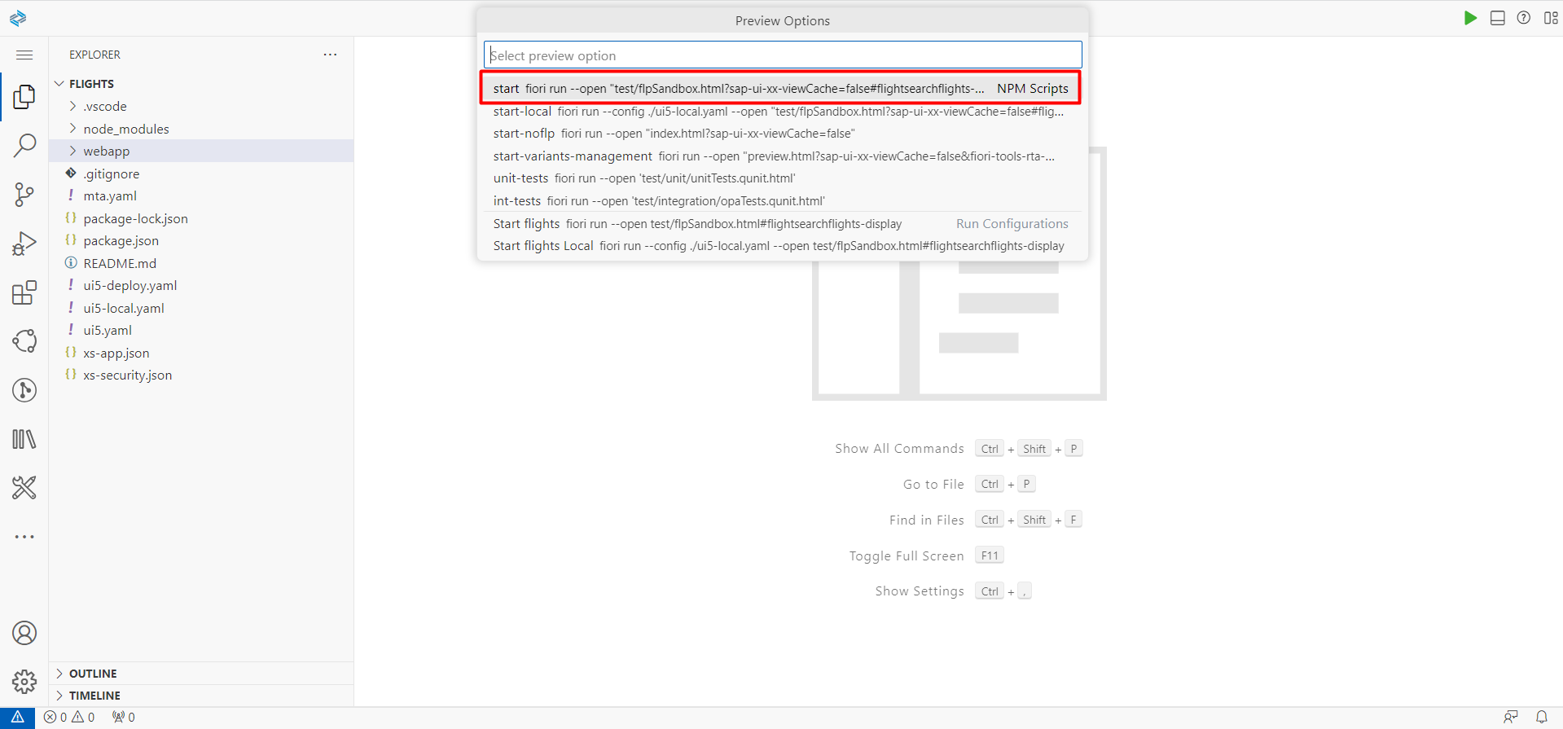 Preview Options
EXPLORER
Select preview option
FLIGHTS
start fiori run --open "test/flpSandbox.html?sap-ui-xx-viewCache=false#flightsearchflights-... NPM Scripts
.vscode
start-local fiori run --config ./ui5-local.yaml --open "test/flpSandbox.html?sap-ui-xx-viewCache=false#flig...
node_modules
start-noflp fiori run --open "index.html?sap-ui-xx-viewCache=false"
webapp
start-variants-management fiori run --open "preview.html?sap-ui-xx-viewCache=false&fiori-tools-rta-...
.gitignore
unit-tests fiori run --open 'test/unit/unitTests.qunit.html'
mta.yaml
int-tests fiori run --open 'test/integration/opaTests.qunit.html'
package-lock.json
Start flights fiori run --open test/flpSandbox.html#flightsearchflights-display Run Configurations
package.json
Start flights Local fiori run --config ./ui5-local.yaml --open test/flpSandbox.html#flightsearchflights-display
README.md
ui5-deploy.yaml
ui5-local.yaml
ui5.yaml
xs-app.json
xs-security.json
Show All Commands Ctrl + Shift + P
Go to File Ctrl + P
Find in Files Ctrl + Shift + F
Toggle Full Screen F11
Show Settings Ctrl + ,
OUTLINE
TIMELINE
0 0 0